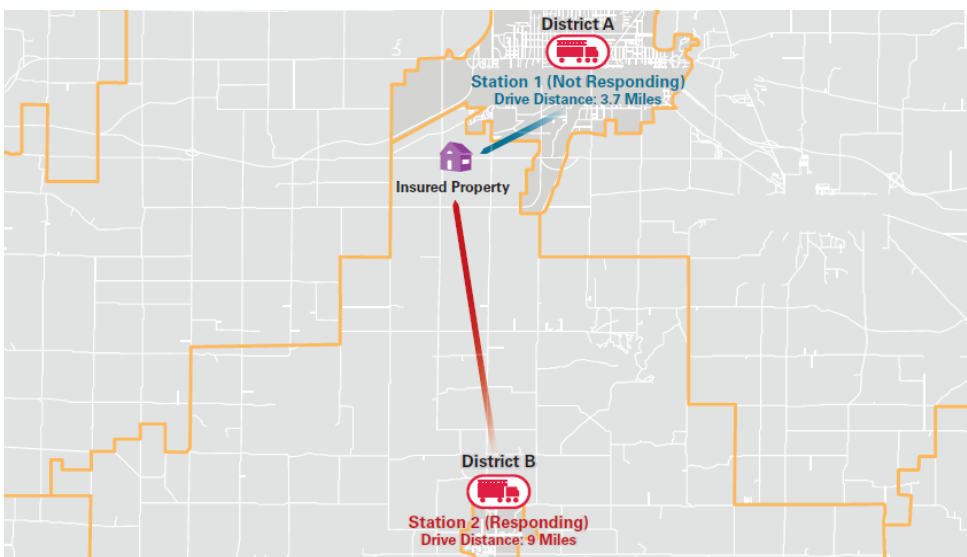 District A
Station 1 (Not Responding)
Drive Distance: 3.7 Miles
Insured Property
District B
Station 2 (Responding)
Drive Distance: 9 Miles